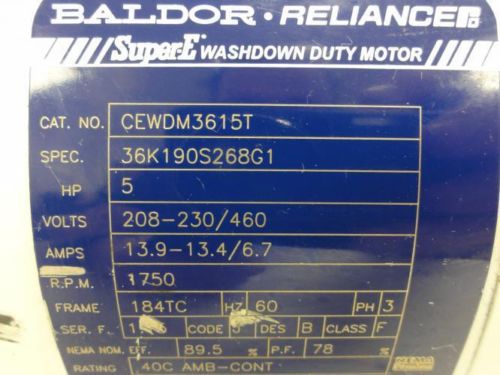 BALDOR • RELIANCE
Super-E WASHDOWN DUTY MOTOR
CAT. NO. CEWDM3615T
SPEC. 36K190S268G1
HP 5
VOLTS 208-230/460
AMPS 13.9-13.4/6.7
R.P.M. 1750
FRAME 184TC HZ 60 PH 3
SER. F. CODE DES B CLASS F
NEMA NOM. EFF. 89.5 % P.F. 78 %
RATING 40C AMB-CONT